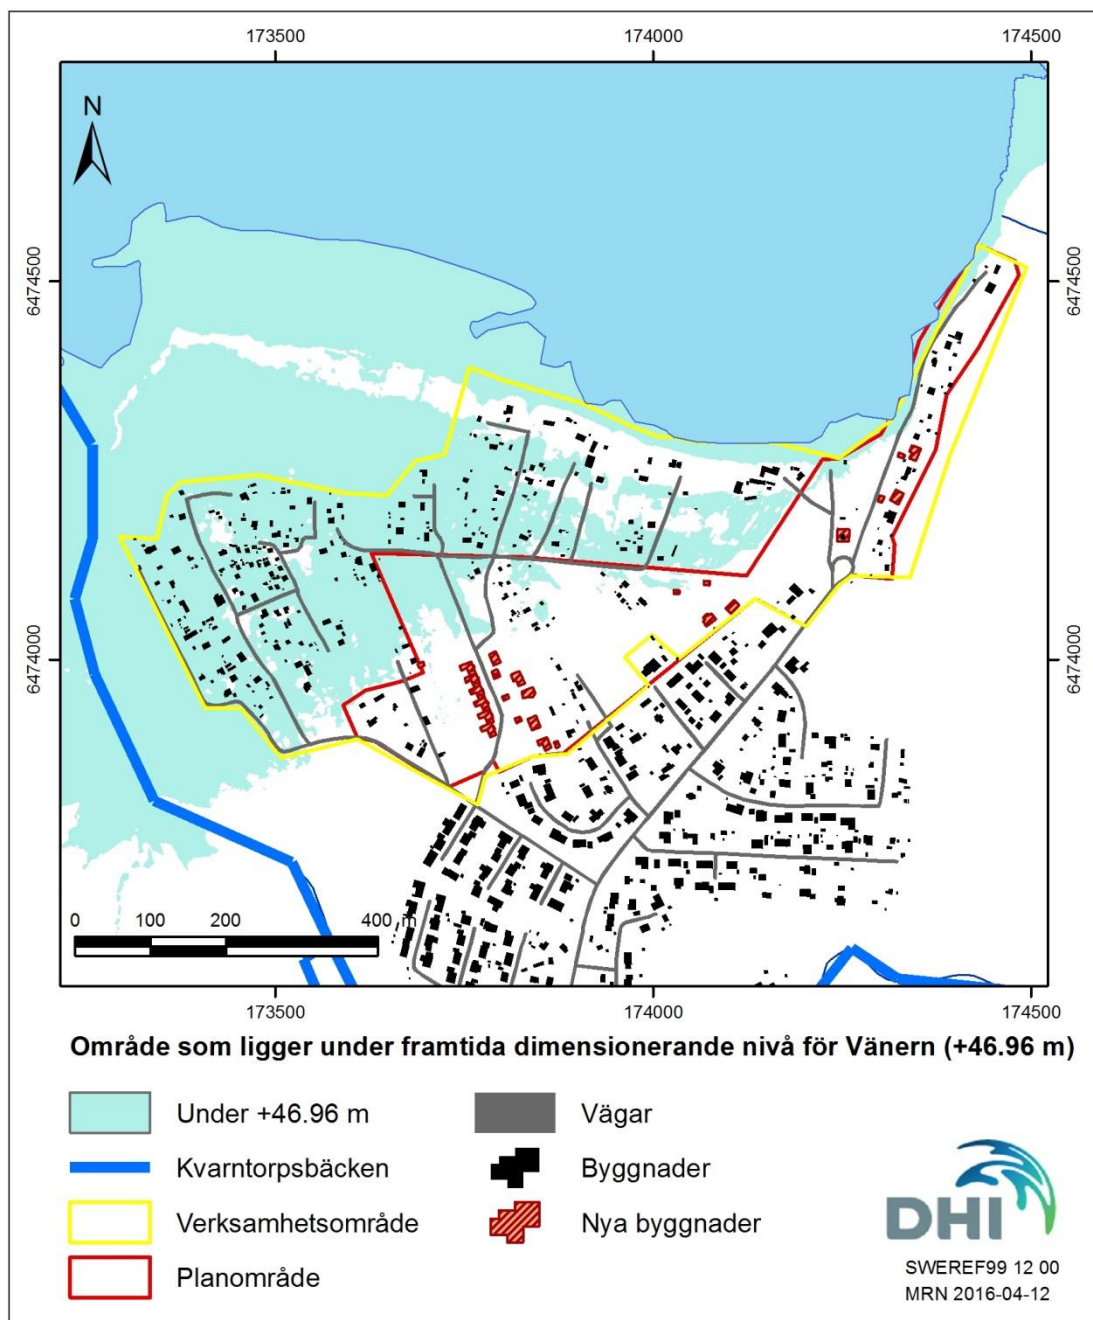 173500 174000 174500
N
6474500 6474500
6474000 6474000
0 100 200 400 m
173500 174000 174500
Område som ligger under framtida dimensionerande nivå för Vänern (+46.96 m)
Under +46.96 m
Kvarntorpsbäcken
Verksamhetsområde
Planområde
Vägar
Byggnader
Nya byggnader
DHI
SWEREF99 12 00
MRN 2016-04-12